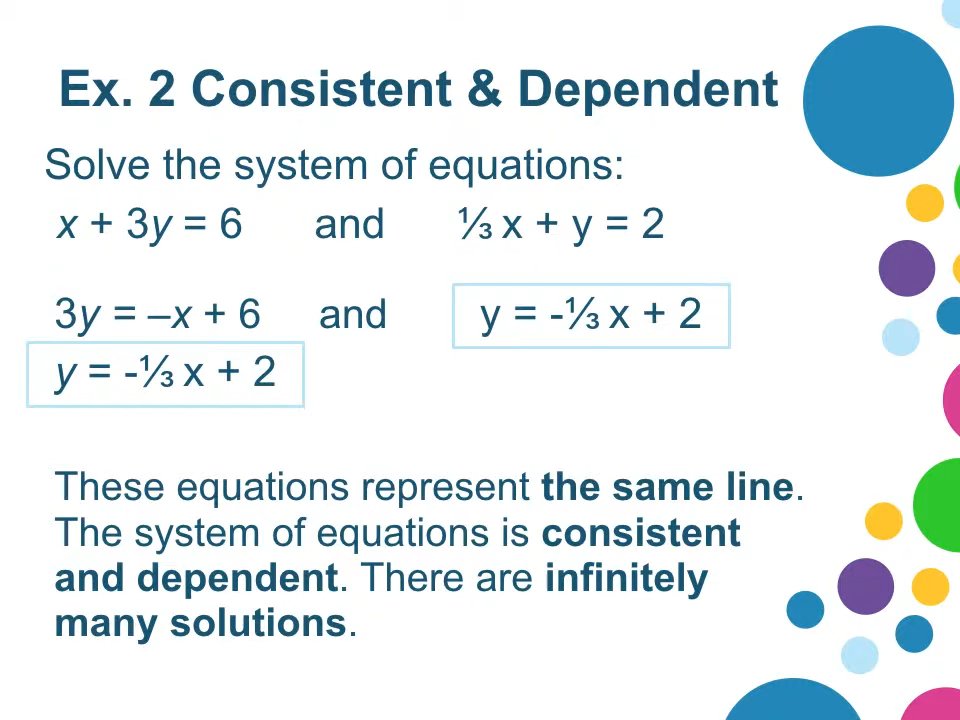 Ex. 2 Consistent & Dependent
Solve the system of equations:
x + 3y = 6 and ⅓ x + y = 2
3y = –x + 6 and y = -⅓ x + 2
y = -⅓ x + 2
These equations represent the same line.
The system of equations is consistent
and dependent. There are infinitely
many solutions.